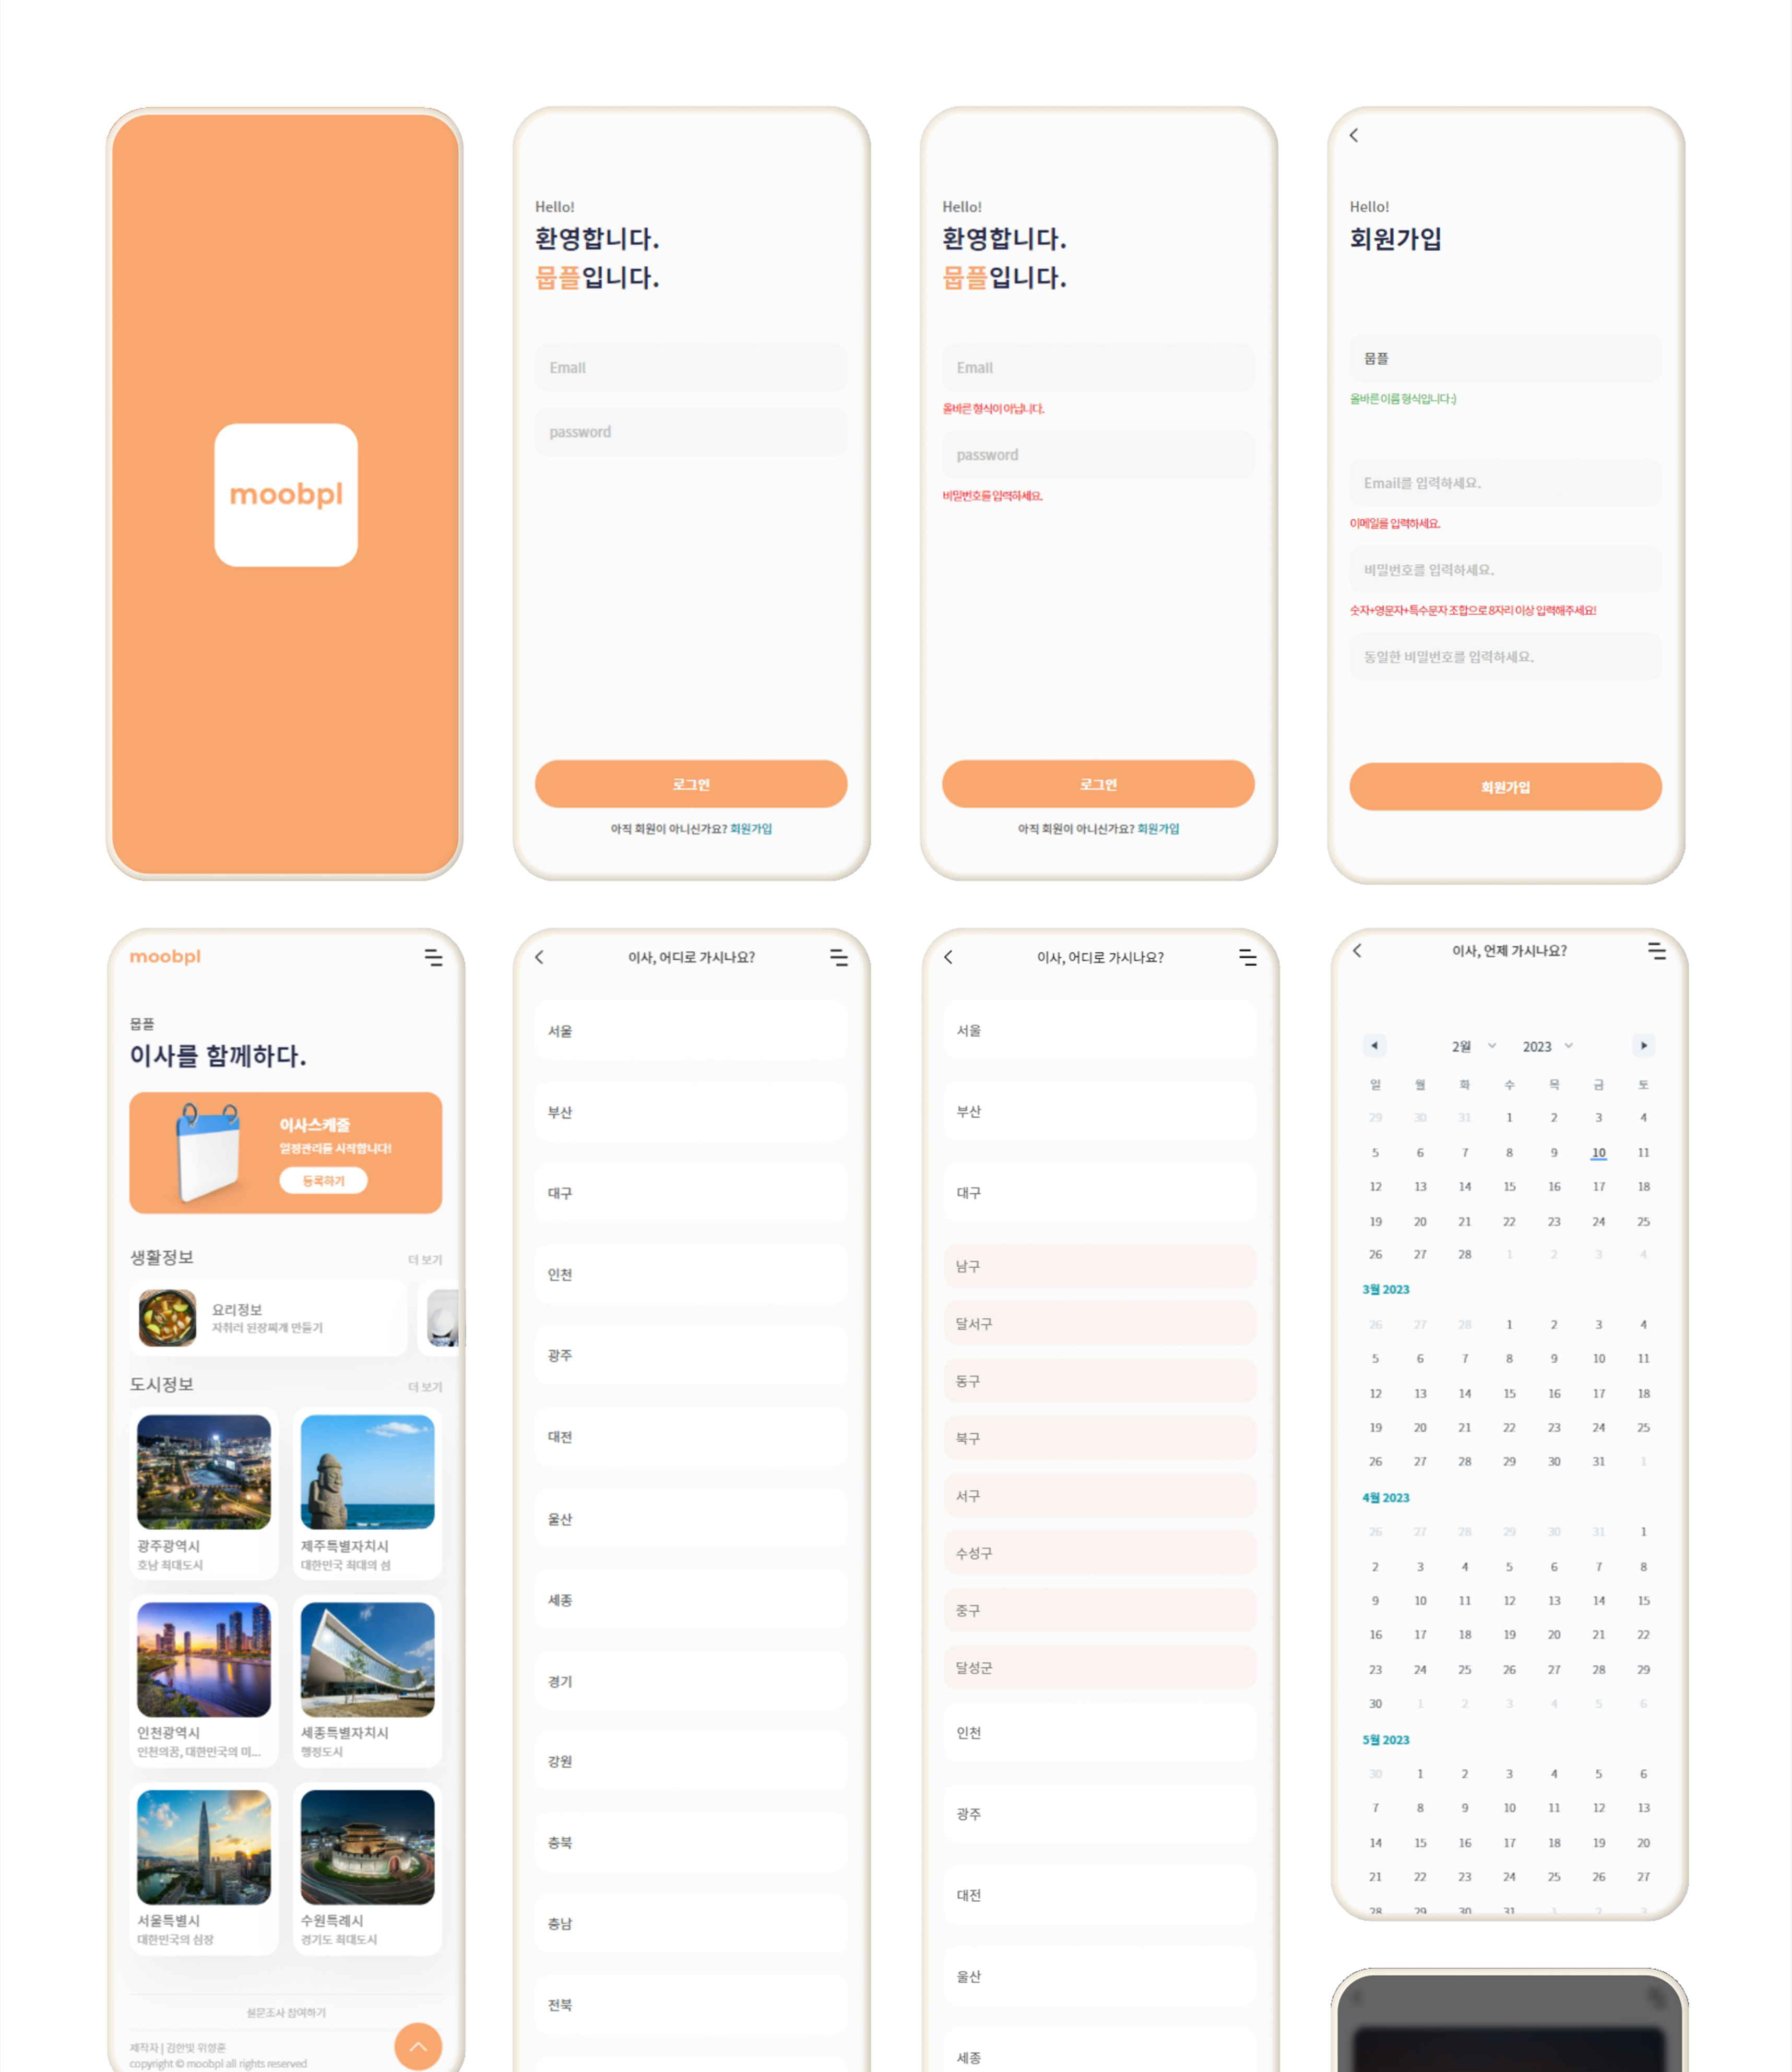 moobpl
Hello!
환영합니다.
뭅플입니다.
Email
password
로그인
아직 회원이 아니신가요? 회원가입
Hello!
환영합니다.
뭅플입니다.
Email
올바른 형식이 아닙니다.
password
비밀번호를 입력하세요.
로그인
아직 회원이 아니신가요? 회원가입
Hello!
회원가입
뭅플
올바른 이름 형식입니다 :)
Email를 입력하세요.
이메일를 입력하세요.
비밀번호를 입력하세요.
숫자+영문자+특수문자 조합으로 8자리 이상 입력해주세요!
동일한 비밀번호를 입력하세요.
회원가입
moobpl
뭅플
이사를 함께하다.
이사스케줄
일정관리를 시작합니다!
등록하기
생활정보 더 보기
요리정보
자취러 된장찌개 만들기
도시정보 더 보기
광주광역시
호남 최대도시
제주특별자치시
대한민국 최대의 섬
인천광역시
인천의꿈, 대한민국의 미...
세종특별자치시
행정도시
서울특별시
대한민국의 심장
수원특례시
경기도 최대도시
설문조사 참여하기
제작자 | 김한빛 위향훈
copyright © moobpl all rights reserved
이사, 어디로 가시나요?
서울
부산
대구
인천
광주
대전
울산
세종
경기
강원
충북
충남
전북
이사, 어디로 가시나요?
서울
부산
대구
남구
달서구
동구
북구
서구
수성구
중구
달성군
인천
광주
대전
울산
세종
이사, 언제 가시나요?
2월 2023
일 월 화 수 목 금 토
29 30 31 1 2 3 4
5 6 7 8 9 10 11
12 13 14 15 16 17 18
19 20 21 22 23 24 25
26 27 28 1 2 3 4
3월 2023
26 27 28 1 2 3 4
5 6 7 8 9 10 11
12 13 14 15 16 17 18
19 20 21 22 23 24 25
26 27 28 29 30 31 1
4월 2023
26 27 28 29 30 31 1
2 3 4 5 6 7 8
9 10 11 12 13 14 15
16 17 18 19 20 21 22
23 24 25 26 27 28 29
30 1 2 3 4 5 6
5월 2023
30 1 2 3 4 5 6
7 8 9 10 11 12 13
14 15 16 17 18 19 20
21 22 23 24 25 26 27
28 29 30 31 1 2 3